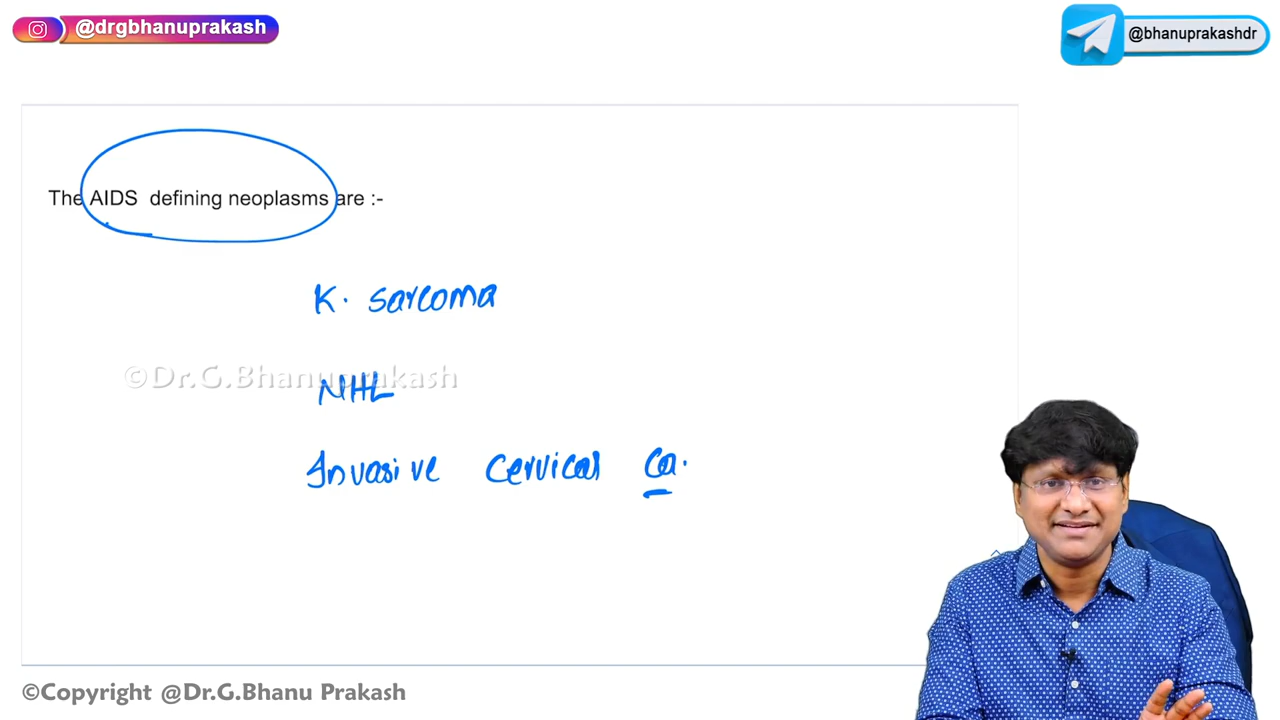 @drgbhanuprakash
@bhanuprakashdr
The AIDS defining neoplasms are :-
K. Sarcoma
©Dr.G.Bhanuprakash
NHL
Invasive Cervical Ca.
©Copyright @Dr.G.Bhanu Prakash